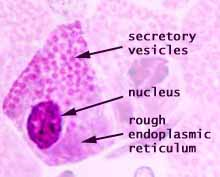 secretory
vesicles
nucleus
rough
endoplasmic
reticulum